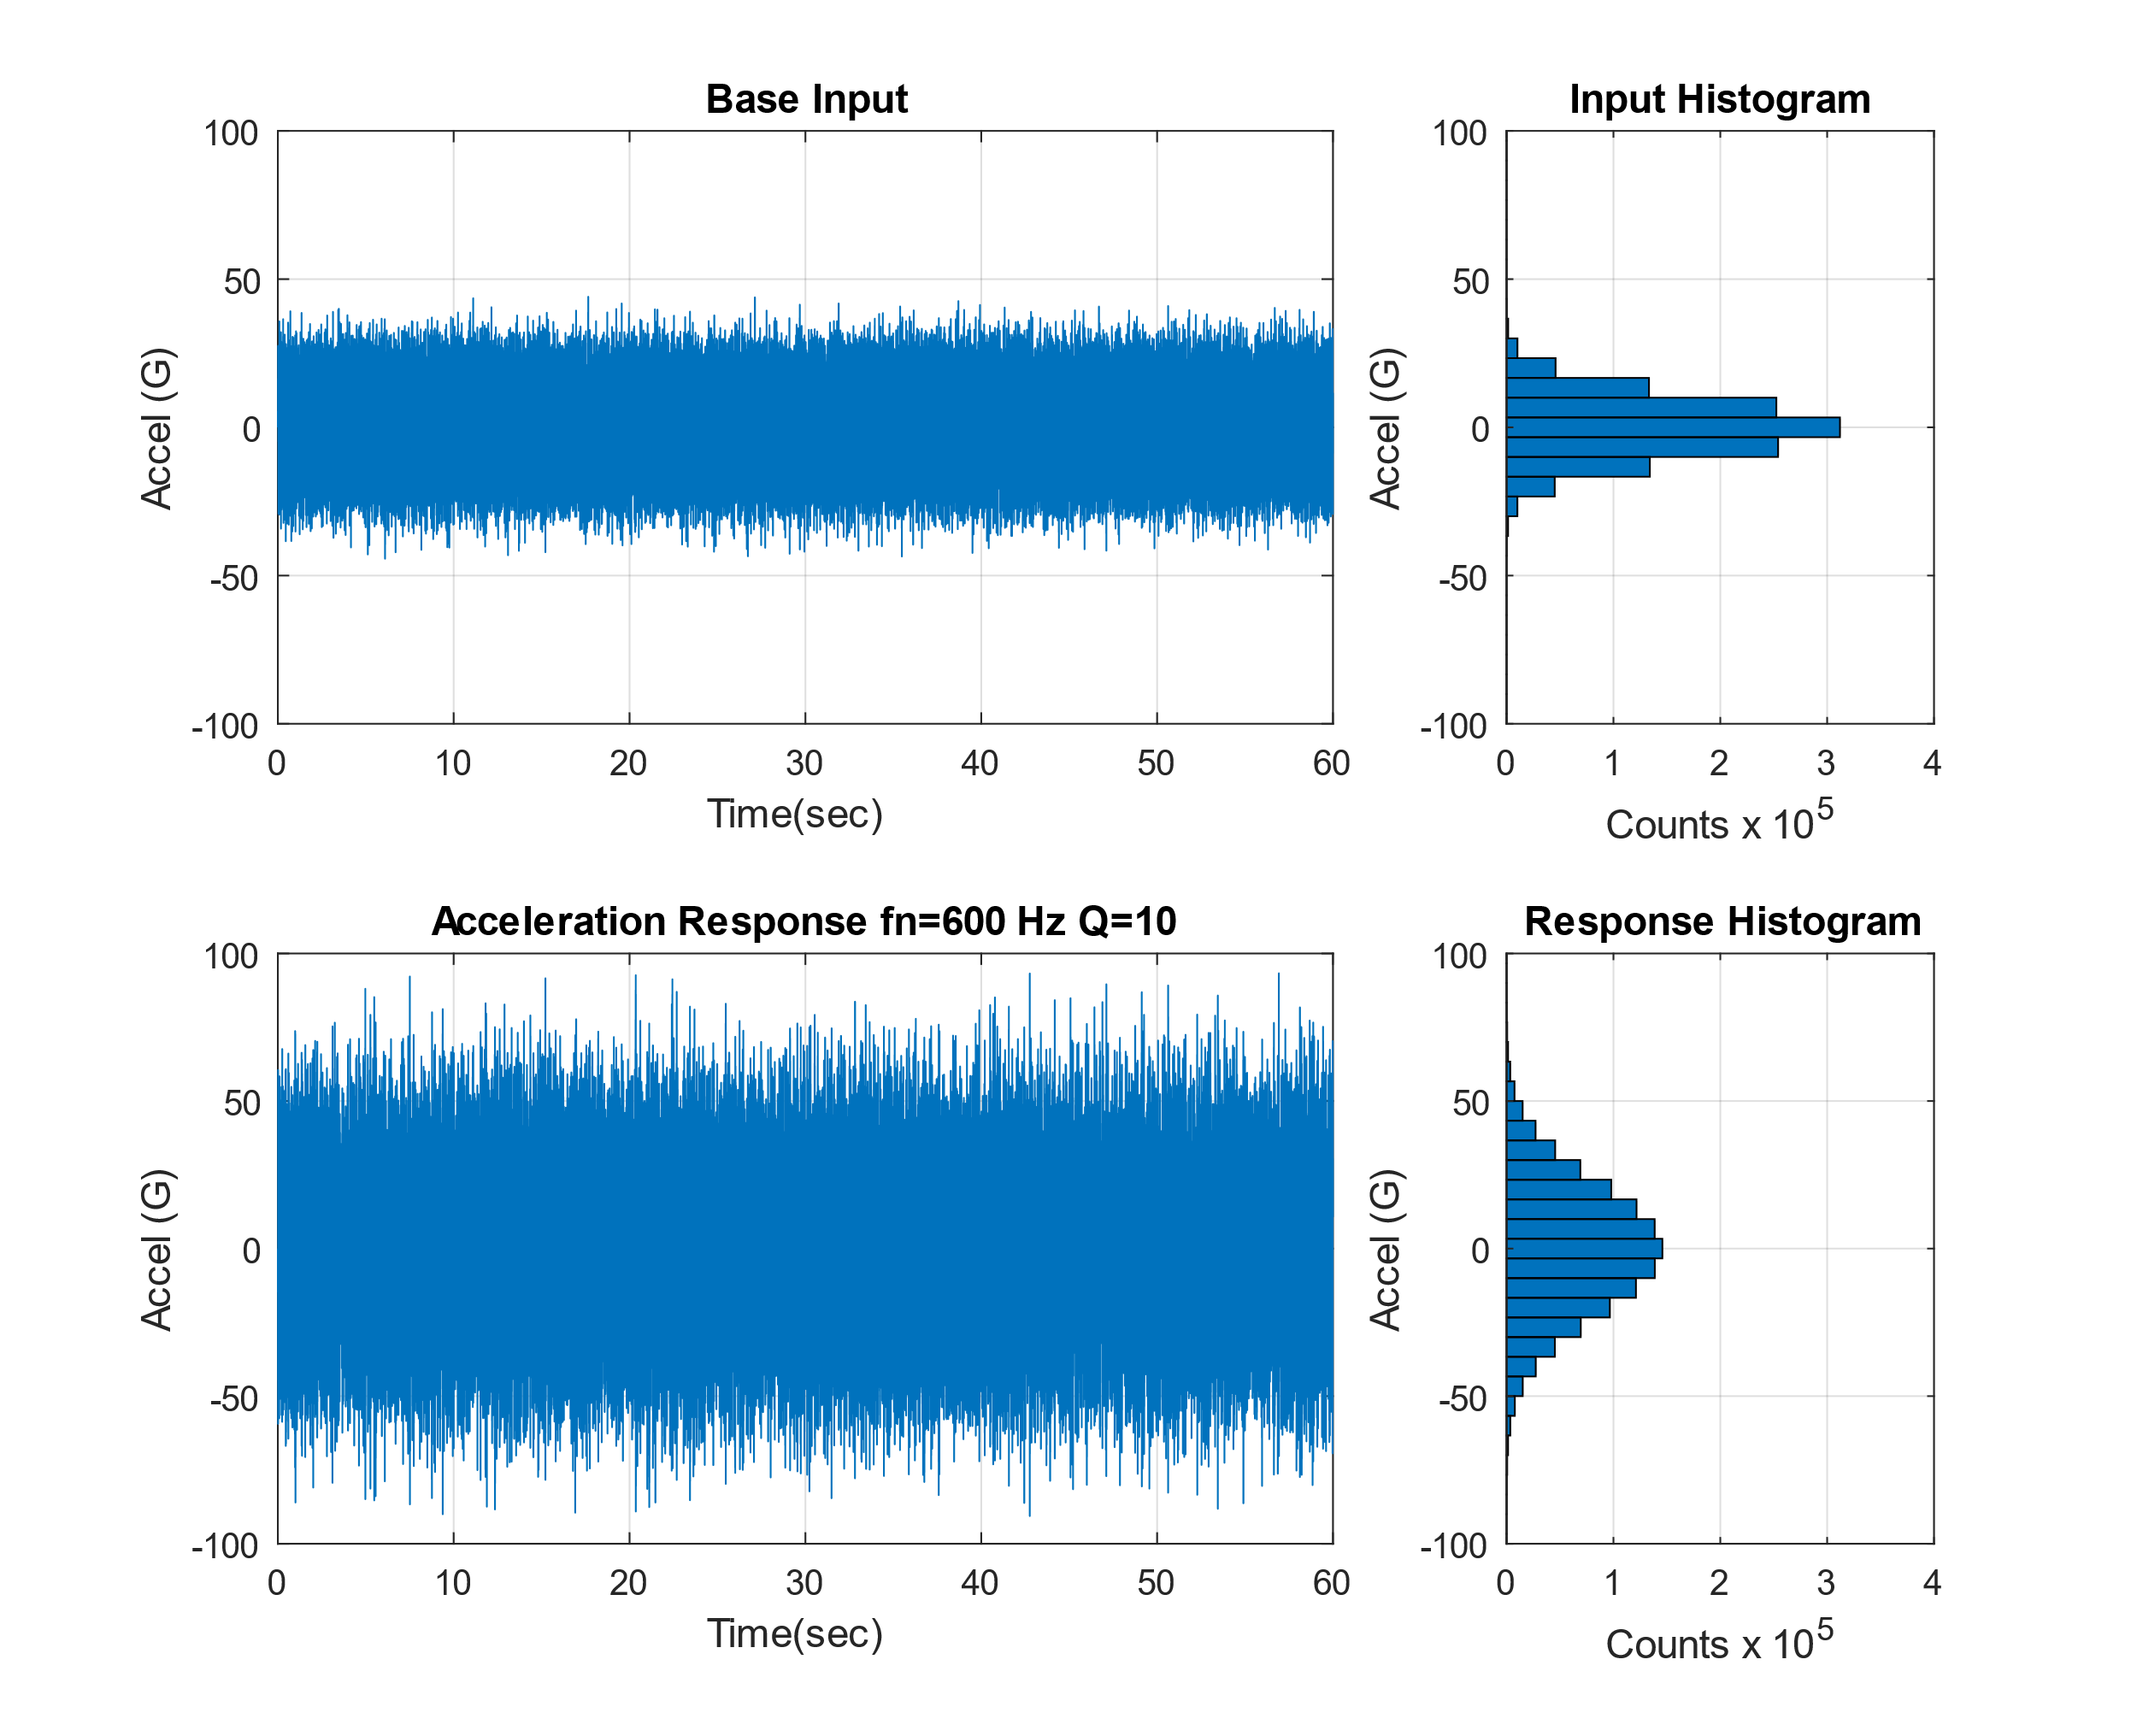 Base Input
100
50
0
-50
-100
Accel (G)
0 10 20 30 40 50 60
Time(sec)
Input Histogram
100
50
0
-50
-100
Accel (G)
0 1 2 3 4
Counts x 10^5
Acceleration Response fn=600 Hz Q=10
100
50
0
-50
-100
Accel (G)
0 10 20 30 40 50 60
Time(sec)
Response Histogram
100
50
0
-50
-100
Accel (G)
0 1 2 3 4
Counts x 10^5